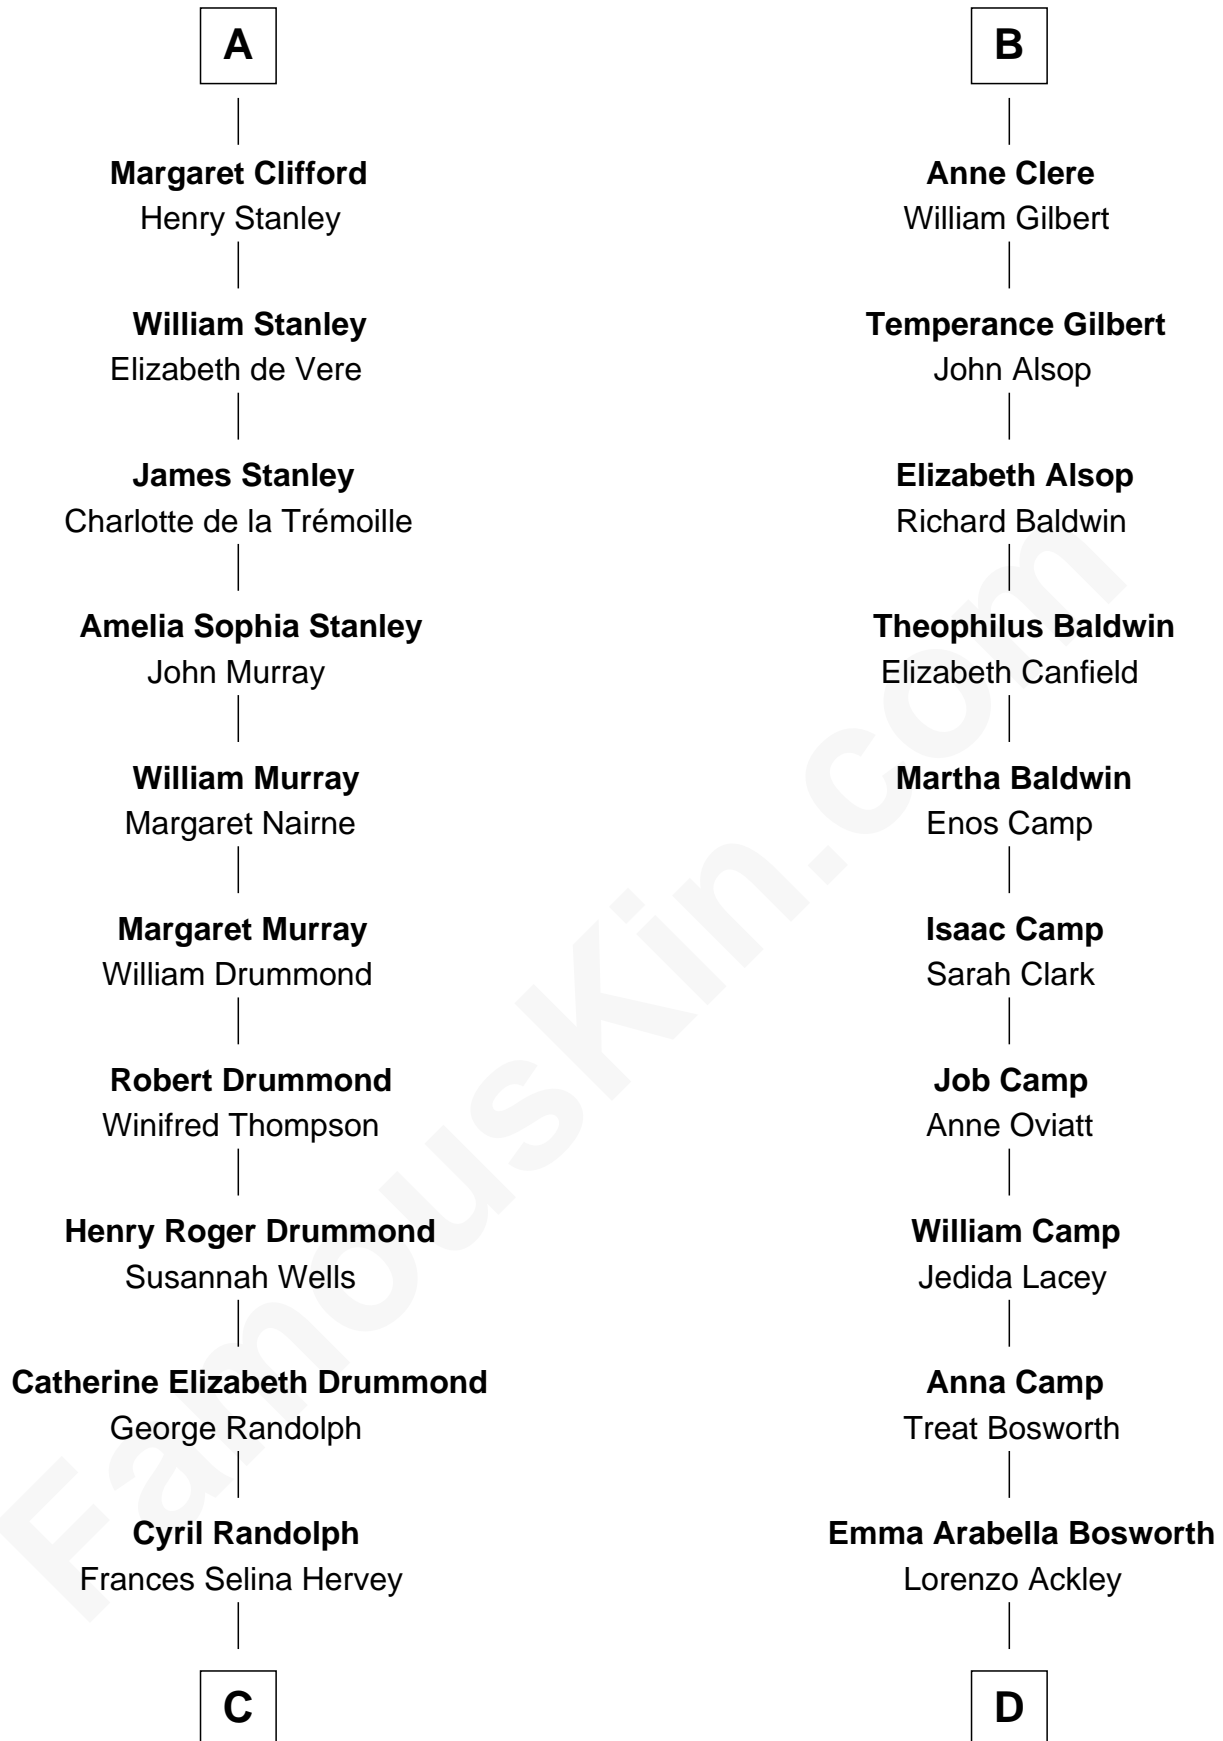 A
Margaret Clifford
Henry Stanley
William Stanley
Elizabeth de Vere
James Stanley
Charlotte de la Trémoille
Amelia Sophia Stanley
John Murray
William Murray
Margaret Nairne
Margaret Murray
William Drummond
Robert Drummond
Winifred Thompson
Henry Roger Drummond
Susannah Wells
Catherine Elizabeth Drummond
George Randolph
Cyril Randolph
Frances Selina Hervey
C
B
Anne Clere
William Gilbert
Temperance Gilbert
John Alsop
Elizabeth Alsop
Richard Baldwin
Theophilus Baldwin
Elizabeth Canfield
Martha Baldwin
Enos Camp
Isaac Camp
Sarah Clark
Job Camp
Anne Oviatt
William Camp
Jedida Lacey
Anna Camp
Treat Bosworth
Emma Arabella Bosworth
Lorenzo Ackley
D
FamousKin.com